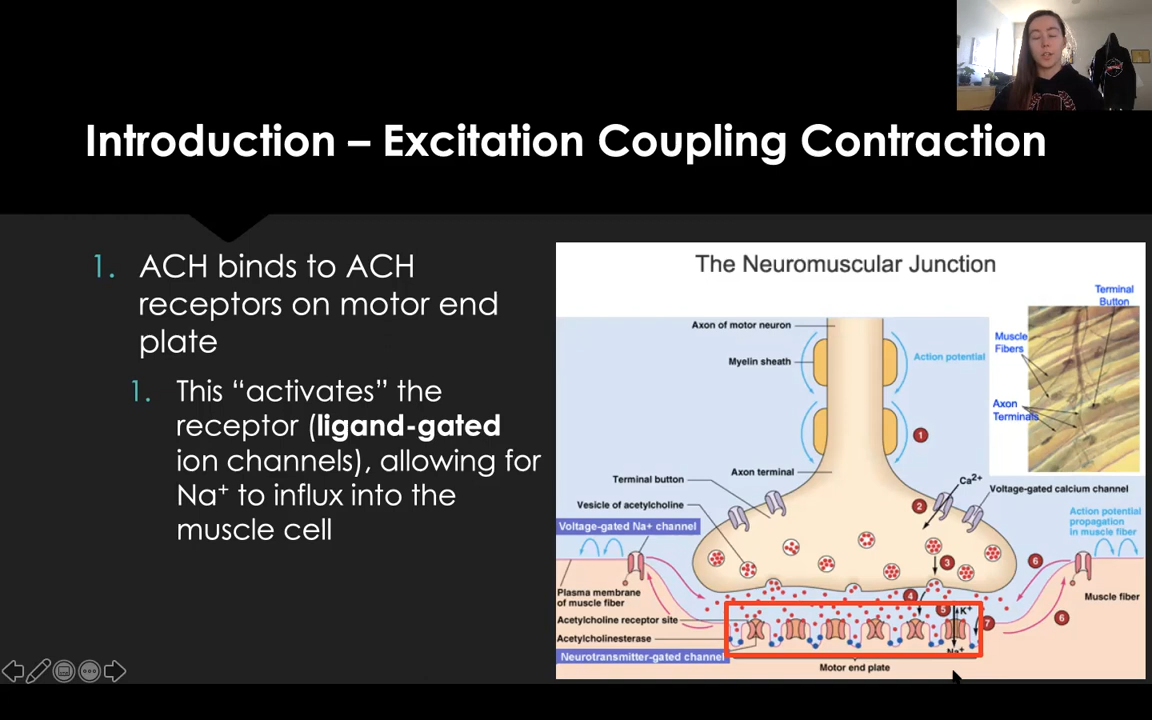 Introduction – Excitation Coupling Contraction
1. ACH binds to ACH
receptors on motor end
plate
1. This “activates” the
receptor (ligand-gated
ion channels), allowing for
Na⁺ to influx into the
muscle cell
The Neuromuscular Junction
Terminal
Button
Muscle
Fibers
Axon
Terminals
Axon of motor neuron
Myelin sheath
Action potential
1
Axon terminal
Terminal button
Ca²⁺
Voltage-gated calcium channel
2
Vesicle of acetylcholine
Voltage-gated Na+ channel
Action potential
propagation
in muscle fiber
3
6
Plasma membrane
of muscle fiber
4
Muscle fiber
5
K⁺
Acetylcholine receptor site
7
6
Acetylcholinesterase
Na⁺
Neurotransmitter-gated channel
Motor end plate